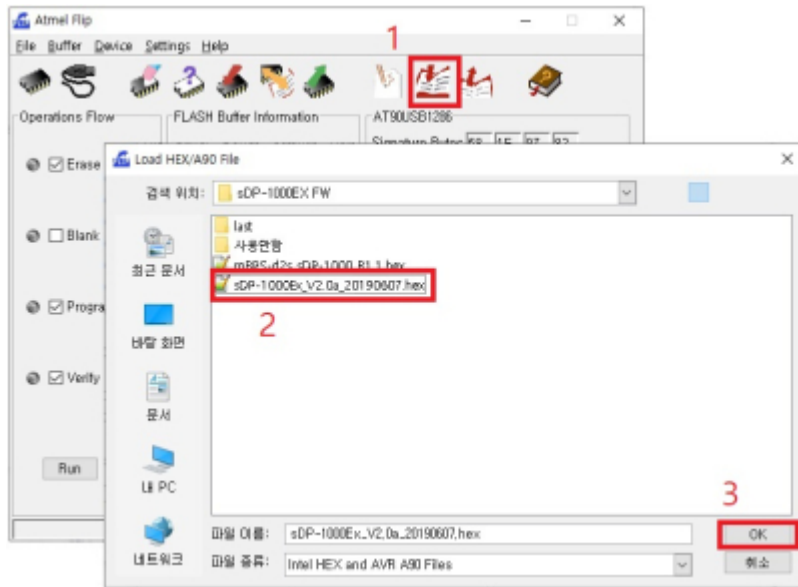 Atmel Flip
File Buffer Device Settings Help
1
Operations Flow
FLASH Buffer Information
AT90USB1286
Signature Bytes
Erase
Load HEX/A90 File
검색 위치: sDP-1000EX FW
Blank
last
사용안함
최근 문서
mBPS-d2s sDP-1000 R1.1.hex
sDP-1000Ex_V2.0a_20190607.hex
2
Progra
바탕 화면
Verify
문서
Run
내 PC
3
파일 이름: sDP-1000Ex_V2.0a_20190607.hex
OK
네트워크
파일 종류: Intel HEX and AVR A90 Files
취소